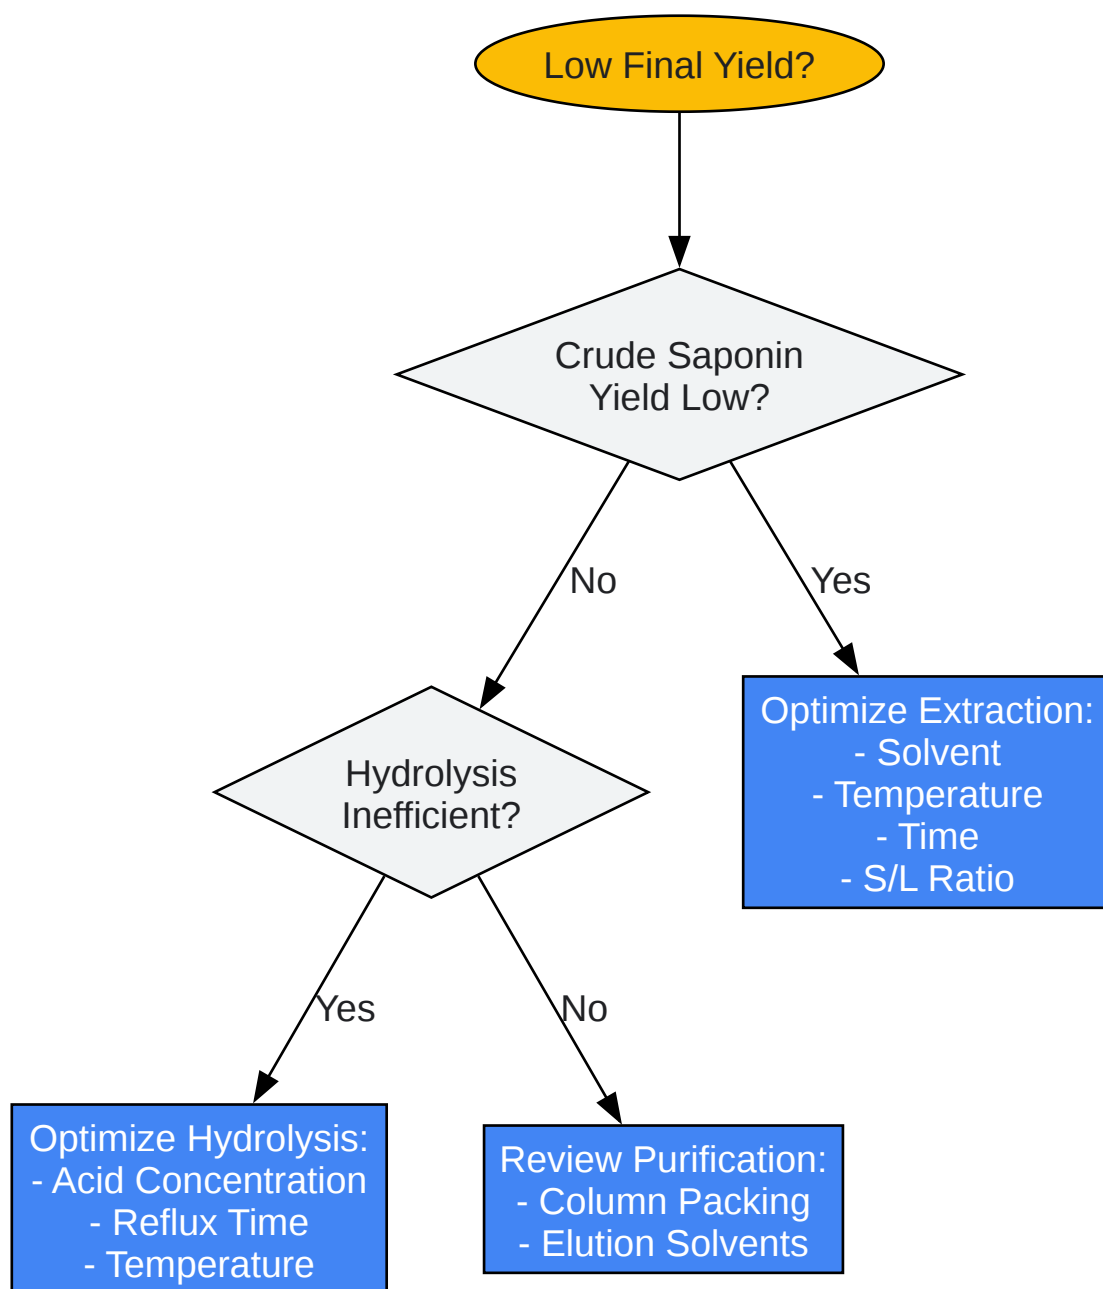 Low Final Yield?
Crude Saponin
Yield Low?
No
Yes
Hydrolysis
Inefficient?
Optimize Extraction:
- Solvent
- Temperature
- Time
- S/L Ratio
Yes
No
Optimize Hydrolysis:
- Acid Concentration
- Reflux Time
- Temperature
Review Purification:
- Column Packing
- Elution Solvents